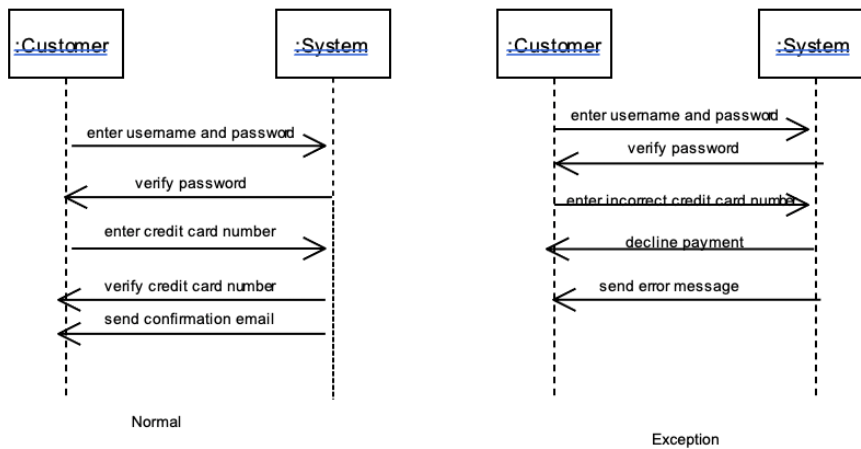 :Customer
:System
enter username and password
verify password
enter credit card number
verify credit card number
send confirmation email
Normal
:Customer
:System
enter username and password
verify password
enter incorrect credit card number
decline payment
send error message
Exception